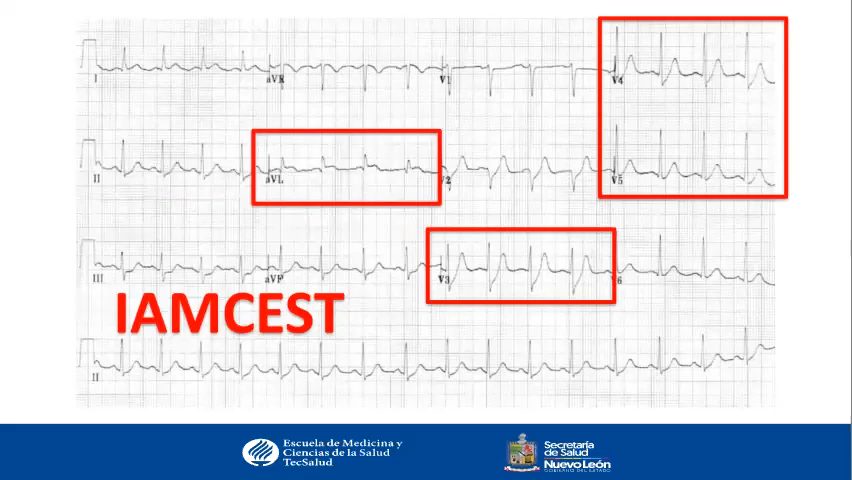 I aVR V1 V4
II aVL V2 V5
III aVF V3 6
IAMCEST
II
Escuela de Medicina y
Ciencias de la Salud
TecSalud
Secretaría
de Salud
Nuevo León
GOBIERNO DEL ESTADO